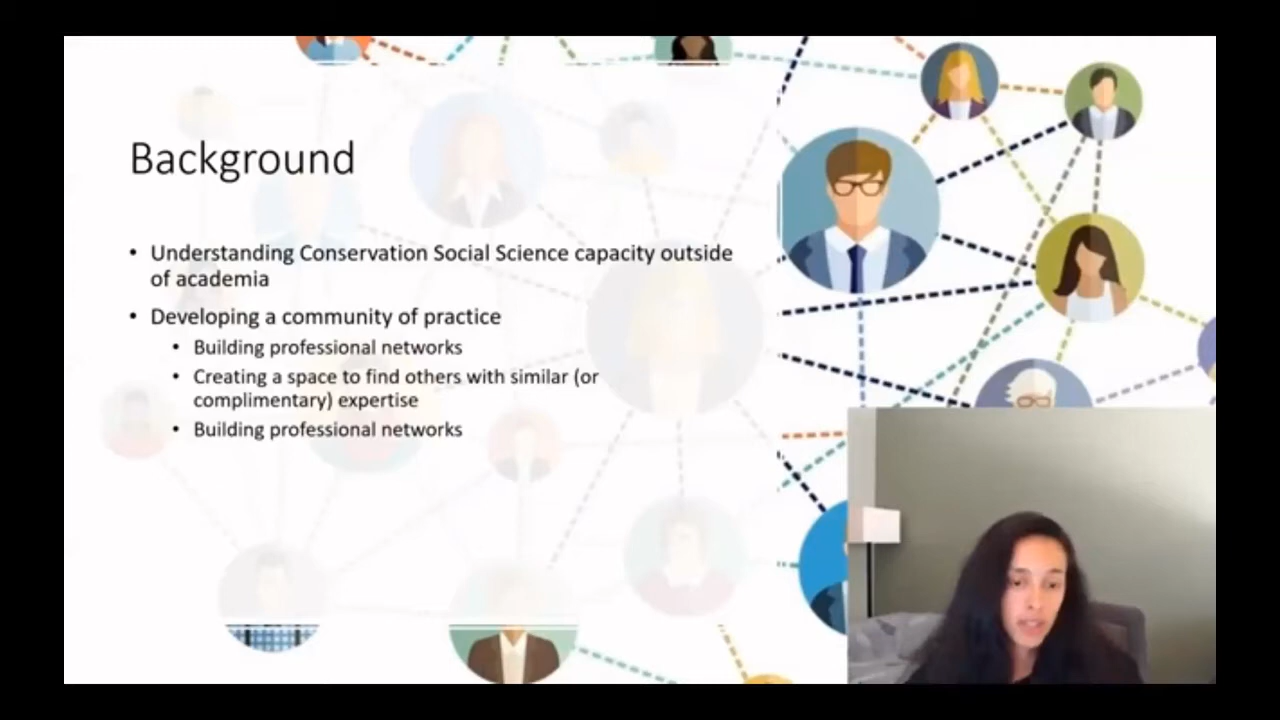 Background
• Understanding Conservation Social Science capacity outside
of academia
• Developing a community of practice
• Building professional networks
• Creating a space to find others with similar (or
complimentary) expertise
• Building professional networks